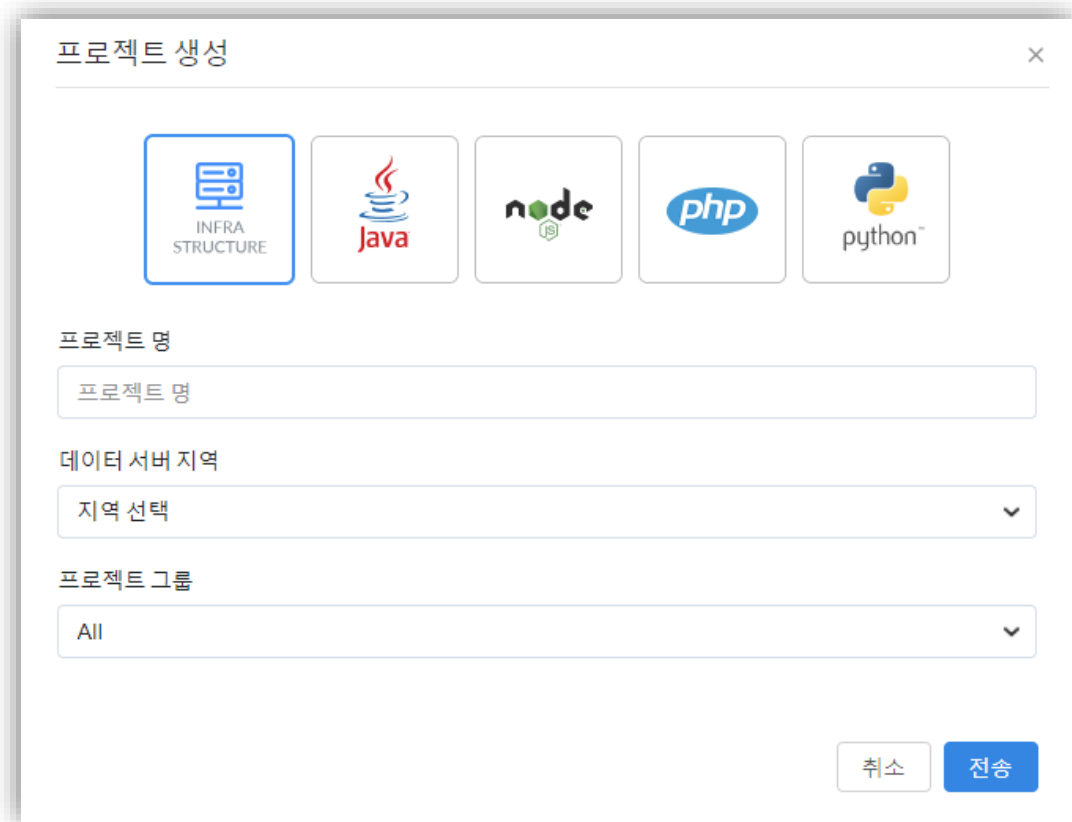 프로젝트 생성
INFRA
STRUCTURE
Java
node
JS
php
python™
프로젝트 명
프로젝트 명
데이터 서버 지역
지역 선택
프로젝트 그룹
All
취소
전송